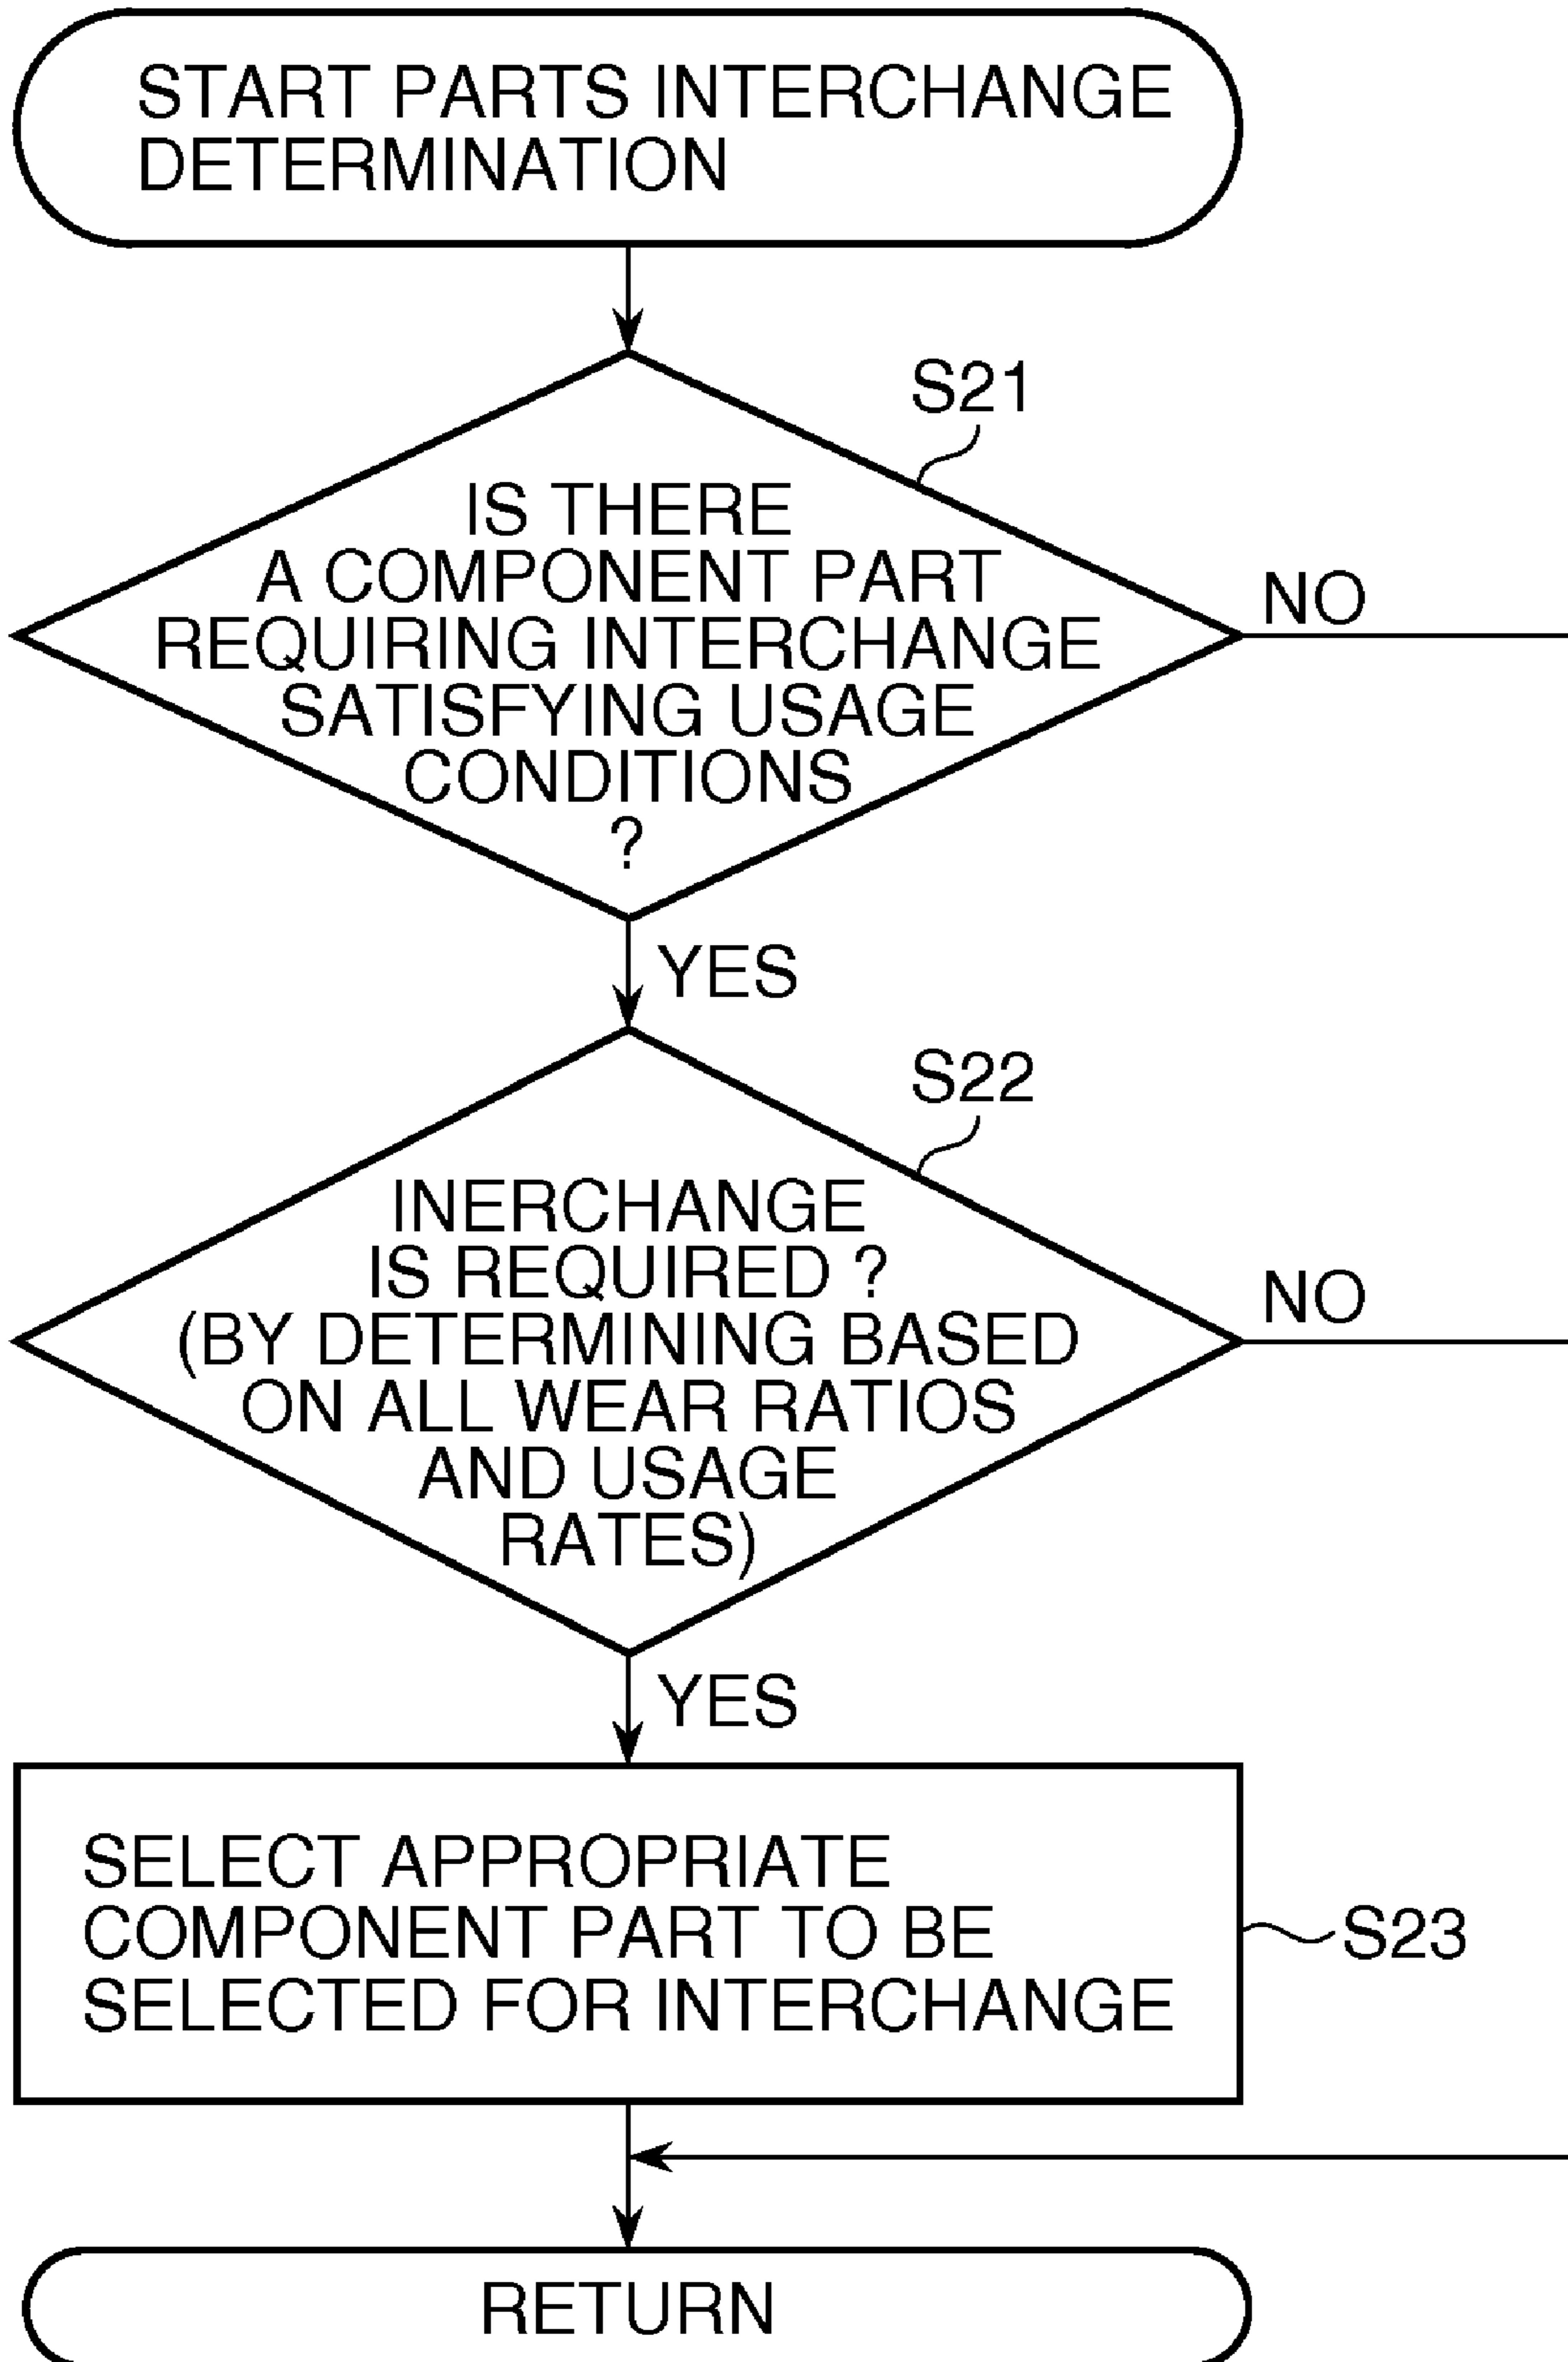 START PARTS INTERCHANGE
DETERMINATION
S21
IS THERE
A COMPONENT PART
REQUIRING INTERCHANGE
SATISFYING USAGE
CONDITIONS
?
NO
YES
S22
INERCHANGE
IS REQUIRED ?
(BY DETERMINING BASED
ON ALL WEAR RATIOS
AND USAGE
RATES)
NO
YES
SELECT APPROPRIATE
COMPONENT PART TO BE
SELECTED FOR INTERCHANGE
S23
RETURN